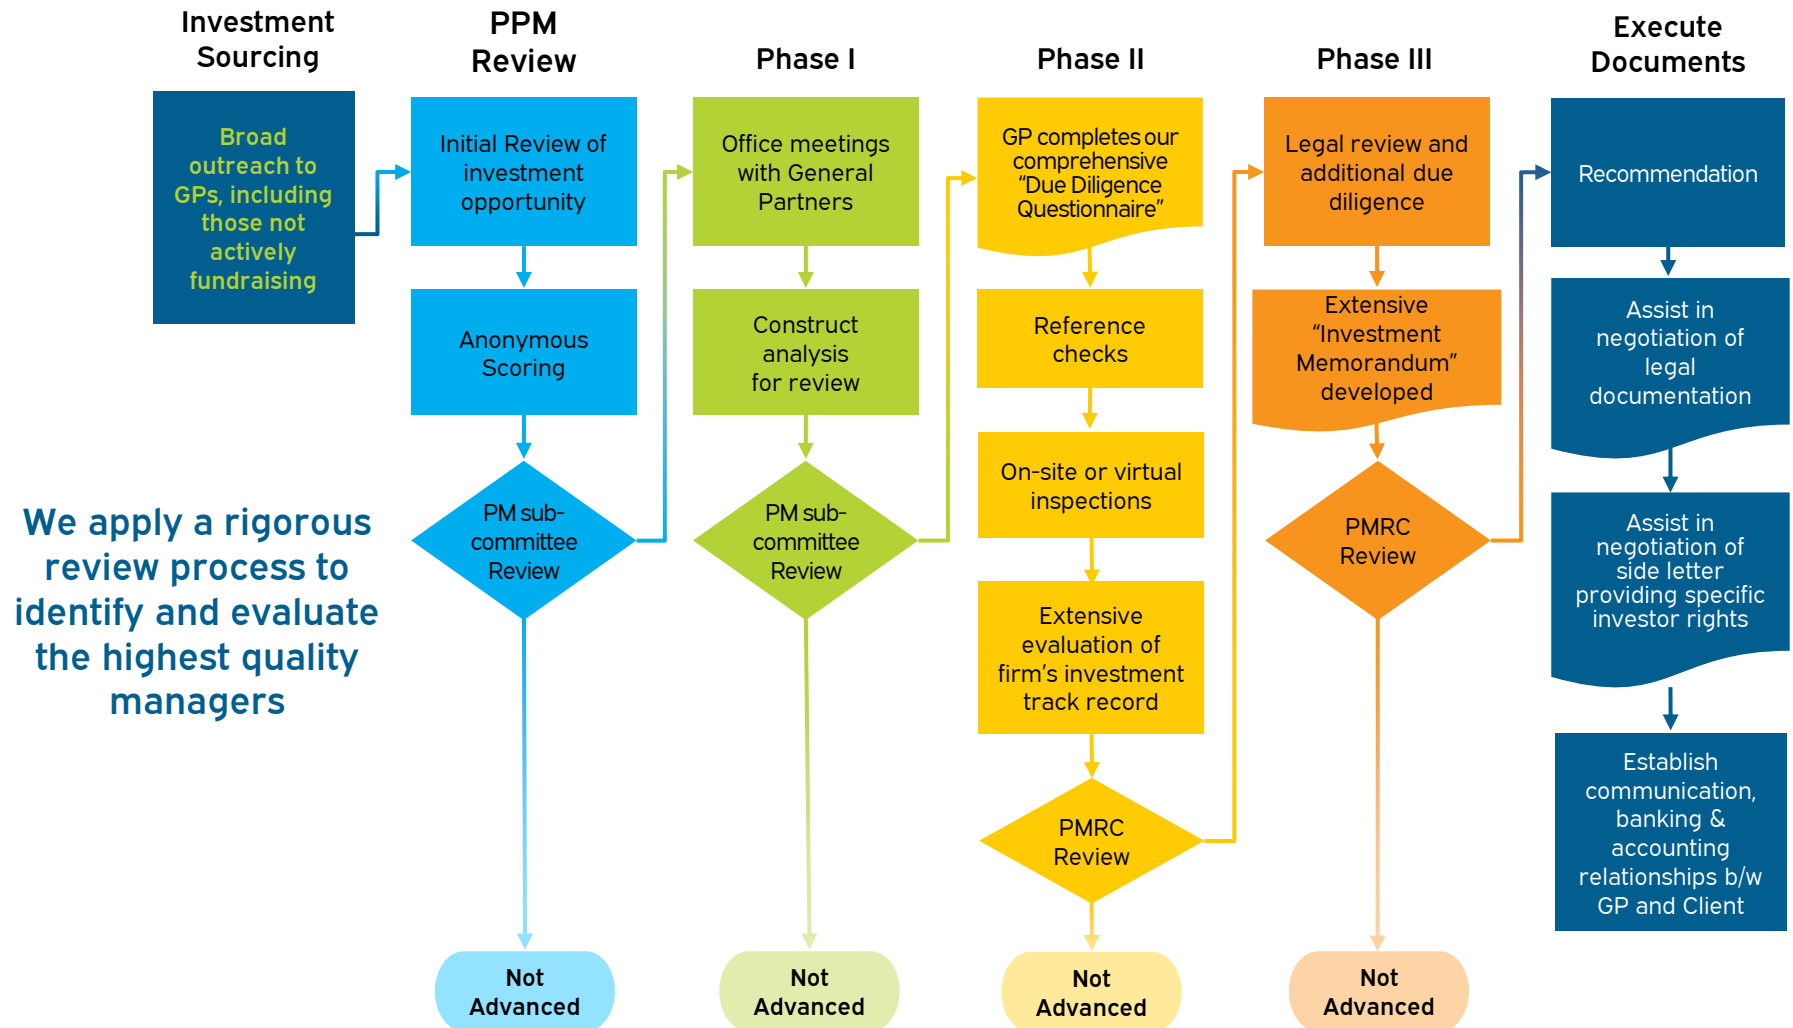 Investment
Sourcing
Broad
outreach to
GPs, including
those not
actively
fundraising
We apply a rigorous
review process to
identify and evaluate
the highest quality
managers
PPM
Review
Initial Review of
investment
opportunity
Anonymous
Scoring
PM sub-
committee
Review
Not
Advanced
Phase I
Office meetings
with General
Partners
Construct
analysis
for review
PM sub-
committee
Review
Not
Advanced
Phase II
GP completes our
comprehensive
“Due Diligence
Questionnaire”
Reference
checks
On-site or virtual
inspections
Extensive
evaluation of
firm’s investment
track record
PMRC
Review
Not
Advanced
Phase III
Legal review and
additional due
diligence
Extensive
“Investment
Memorandum”
developed
PMRC
Review
Not
Advanced
Execute
Documents
Recommendation
Assist in
negotiation of
legal
documentation
Assist in
negotiation of
side letter
providing specific
investor rights
Establish
communication,
banking &
accounting
relationships b/w
GP and Client